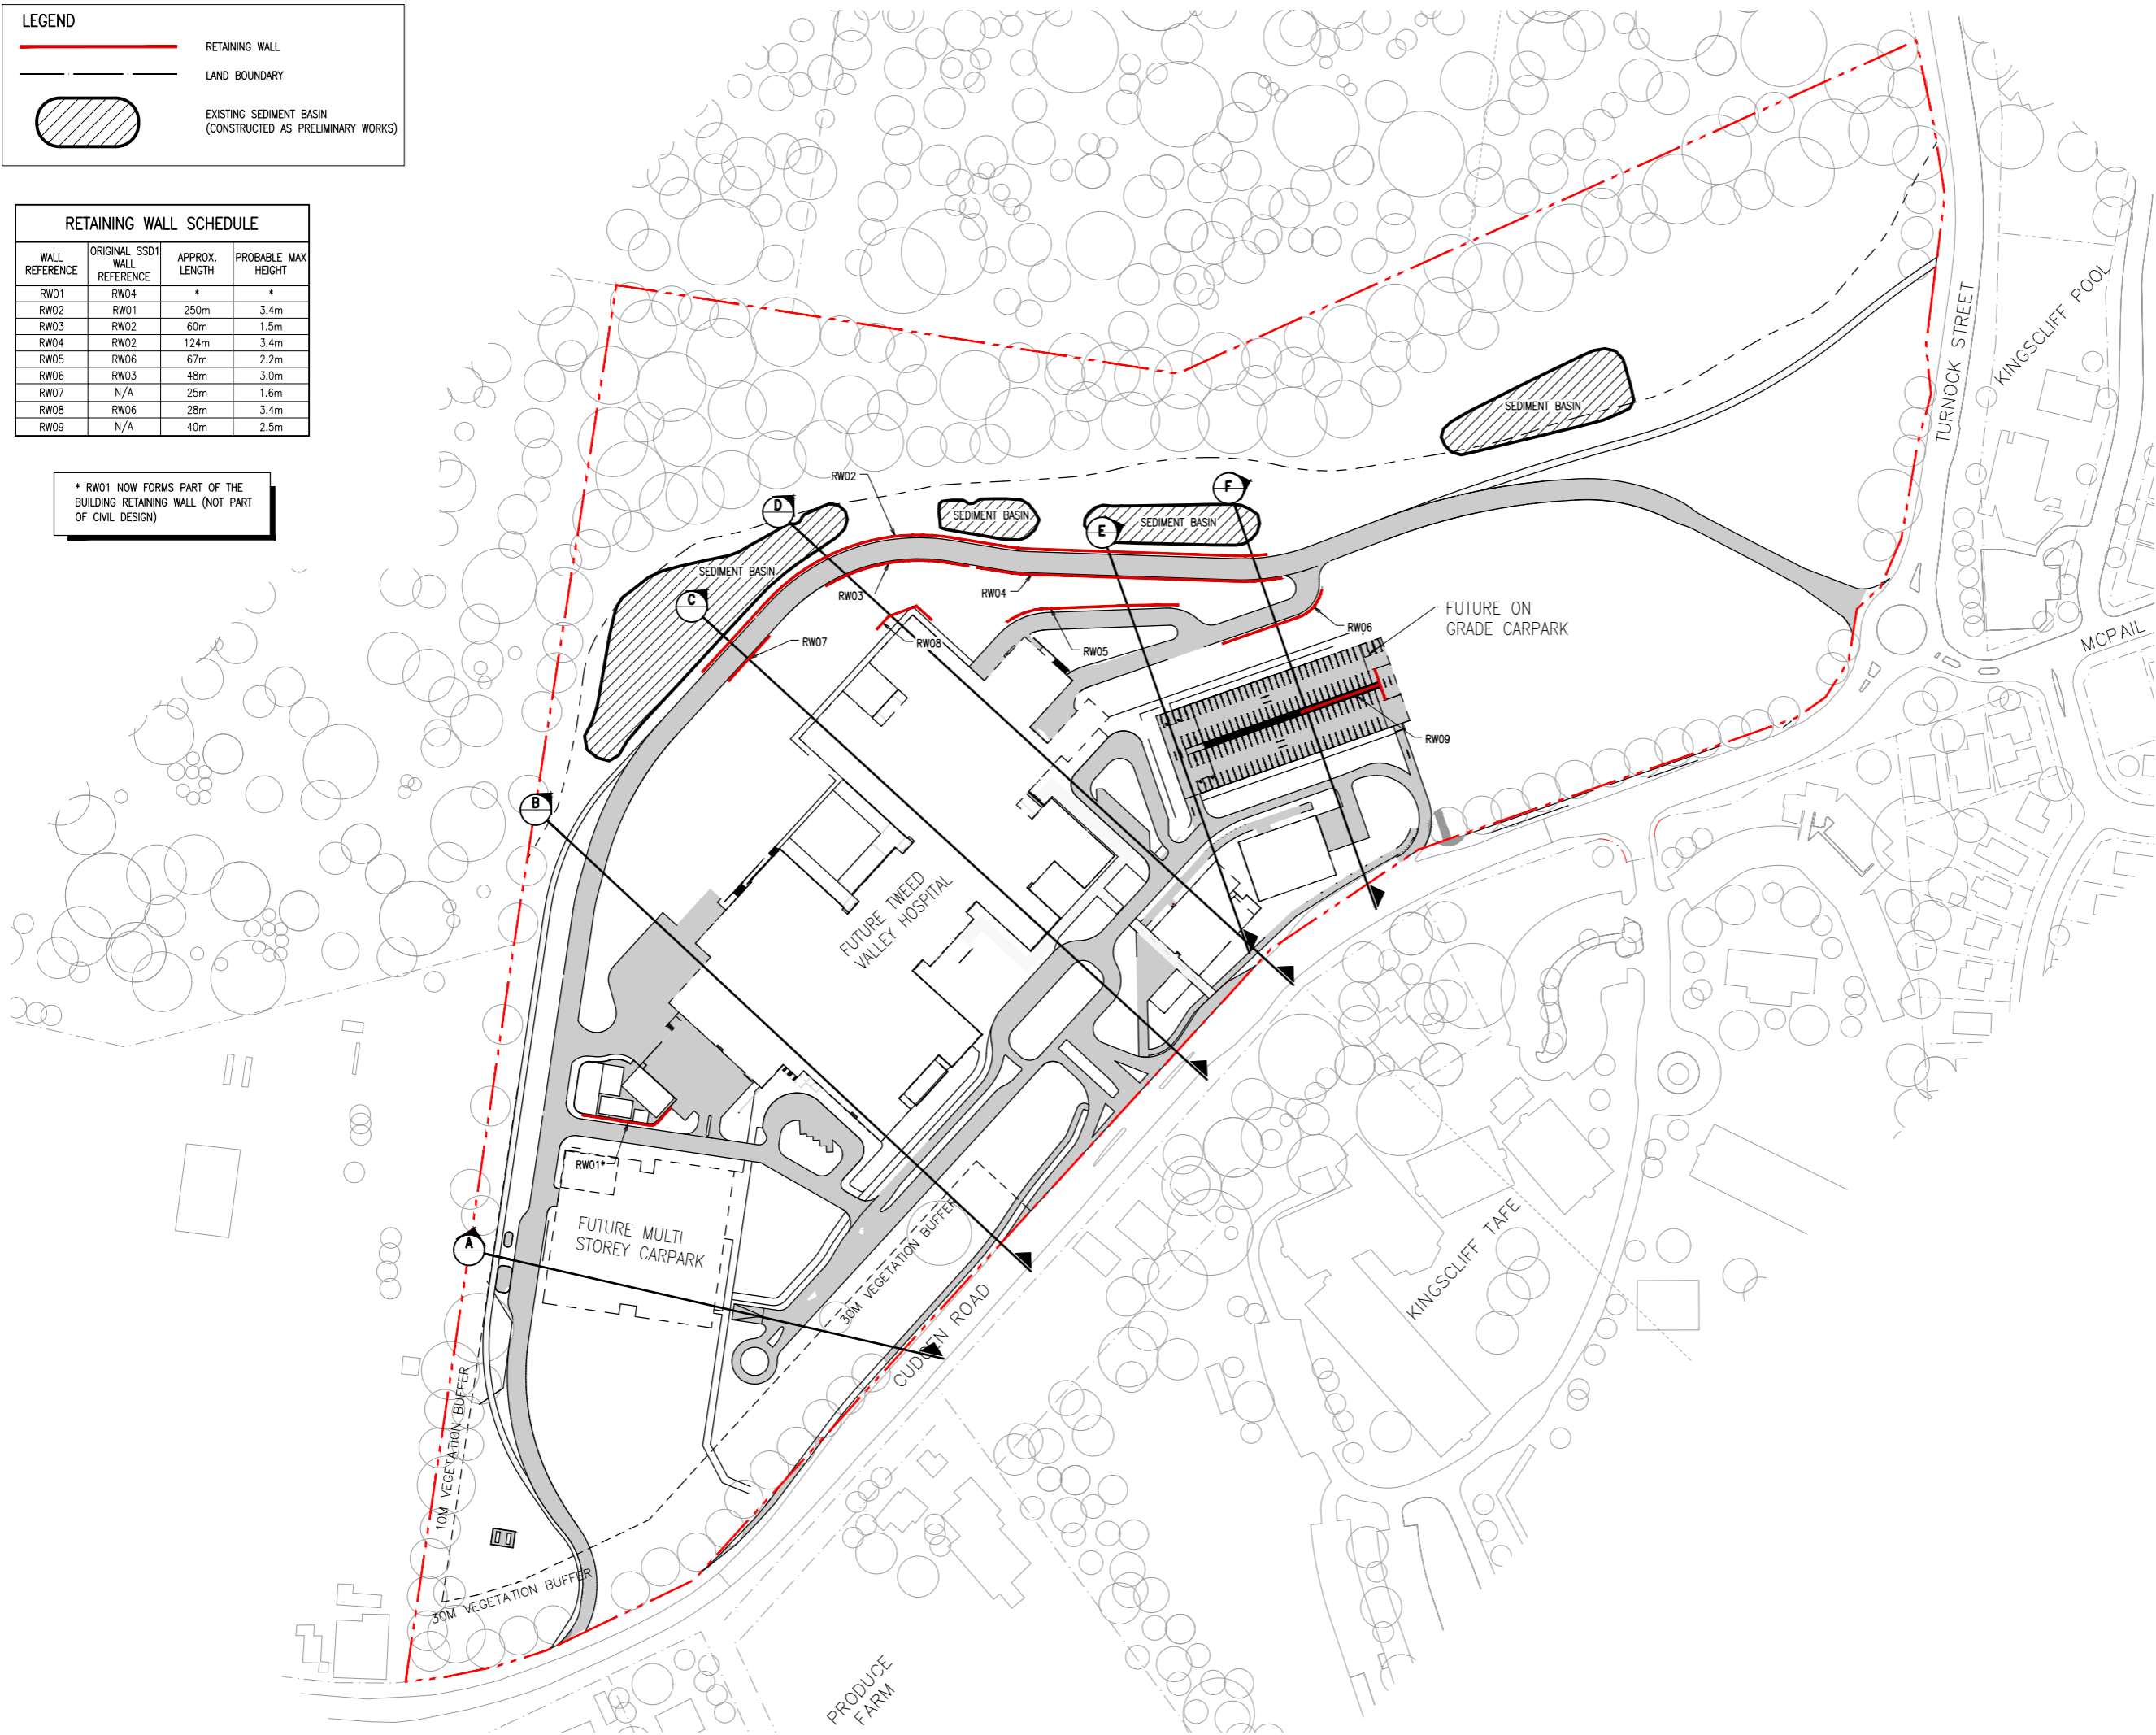 LEGEND
RETAINING WALL
LAND BOUNDARY
EXISTING SEDIMENT BASIN
(CONSTRUCTED AS PRELIMINARY WORKS)
RETAINING WALL SCHEDULE
WALL REFERENCE ORIGINAL SSD1 WALL REFERENCE APPROX. LENGTH PROBABLE MAX HEIGHT
RW01 RW04 * *
RW02 RW01 250m 3.4m
RW03 RW02 60m 1.5m
RW04 RW02 124m 3.4m
RW05 RW06 67m 2.2m
RW06 RW03 48m 3.0m
RW07 N/A 25m 1.6m
RW08 RW06 28m 3.4m
RW09 N/A 40m 2.5m
* RW01 NOW FORMS PART OF THE
BUILDING RETAINING WALL (NOT PART
OF CIVIL DESIGN)
TURNOCK STREET
KINGSCLIFF POOL
MCPAIL
SEDIMENT BASIN
RW02
D
SEDIMENT BASIN
F
E
SEDIMENT BASIN
SEDIMENT BASIN
C
RW03
RW04
RW07
RW08
RW05
RW06
FUTURE ON
GRADE CARPARK
RW09
B
FUTURE TWEED
VALLEY HOSPITAL
RW01*
FUTURE MULTI
STOREY CARPARK
A
30M VEGETATION BUFFER
CUDGEN ROAD
KINGSCLIFF TAFE
10M VEGETATION BUFFER
30M VEGETATION BUFFER
PRODUCE
FARM